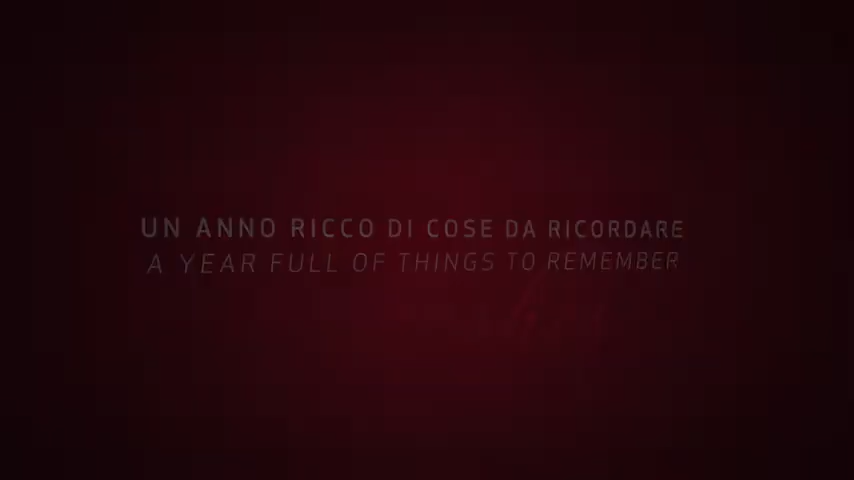 UN ANNO RICCO DI COSE DA RICORDARE
A YEAR FULL OF THINGS TO REMEMBER